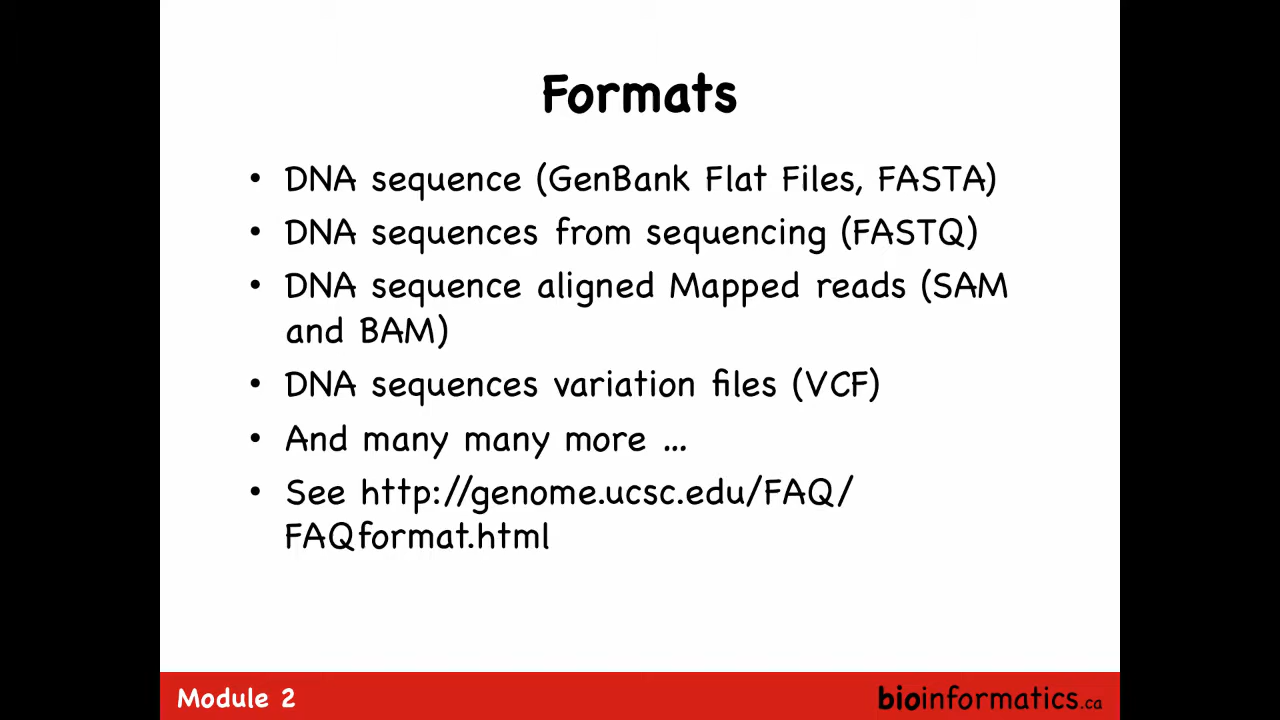 Formats
• DNA sequence (GenBank Flat Files, FASTA)
• DNA sequences from sequencing (FASTQ)
• DNA sequence aligned Mapped reads (SAM
and BAM)
• DNA sequences variation files (VCF)
• And many many more ...
• See http://genome.ucsc.edu/FAQ/
FAQformat.html
Module 2
bioinformatics.ca